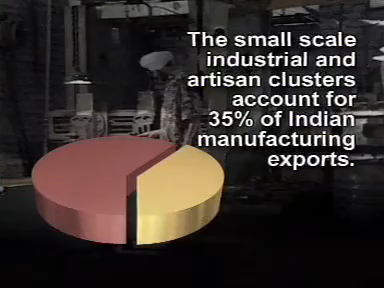 The small scale
industrial and
artisan clusters
account for
35% of Indian
manufacturing
exports.